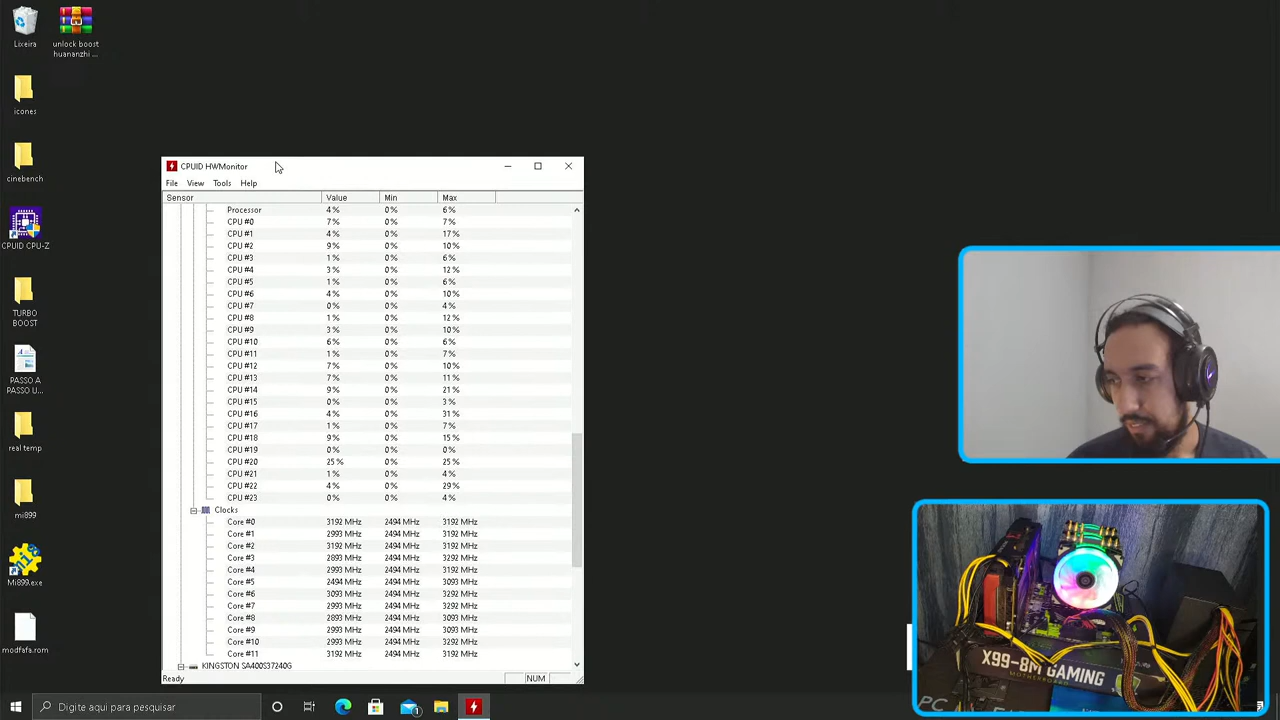 Lixeira
unlock boost
huananzhi ...
icones
cinebench
CPUID CPU-Z
TURBO
BOOST
PASSO A
PASSO U...
real temp
mi899
Mi899.exe
modfafa.rom
CPUID HWMonitor
File View Tools Help
Sensor Value Min Max
Processor 4% 0% 6%
CPU #0 7% 0% 7%
CPU #1 4% 0% 17%
CPU #2 9% 0% 10%
CPU #3 1% 0% 6%
CPU #4 3% 0% 12%
CPU #5 1% 0% 6%
CPU #6 4% 0% 10%
CPU #7 0% 0% 4%
CPU #8 1% 0% 12%
CPU #9 3% 0% 10%
CPU #10 6% 0% 6%
CPU #11 1% 0% 7%
CPU #12 7% 0% 10%
CPU #13 7% 0% 11%
CPU #14 9% 0% 21%
CPU #15 0% 0% 3%
CPU #16 4% 0% 31%
CPU #17 1% 0% 7%
CPU #18 9% 0% 15%
CPU #19 0% 0% 0%
CPU #20 25% 0% 25%
CPU #21 1% 0% 4%
CPU #22 4% 0% 29%
CPU #23 0% 0% 4%
Clocks
Core #0 3192 MHz 2494 MHz 3192 MHz
Core #1 2993 MHz 2494 MHz 3192 MHz
Core #2 3192 MHz 2494 MHz 3192 MHz
Core #3 2893 MHz 2494 MHz 3292 MHz
Core #4 2993 MHz 2494 MHz 3192 MHz
Core #5 2494 MHz 2494 MHz 3093 MHz
Core #6 3093 MHz 2494 MHz 3292 MHz
Core #7 2993 MHz 2494 MHz 3292 MHz
Core #8 2893 MHz 2494 MHz 3093 MHz
Core #9 2993 MHz 2494 MHz 3093 MHz
Core #10 2993 MHz 2494 MHz 3292 MHz
Core #11 3192 MHz 2494 MHz 3192 MHz
KINGSTON SA400S37240G
Ready NUM
X99-8M GAMING
MOTHERBOARD
PC
Digite aqui para pesquisar
1